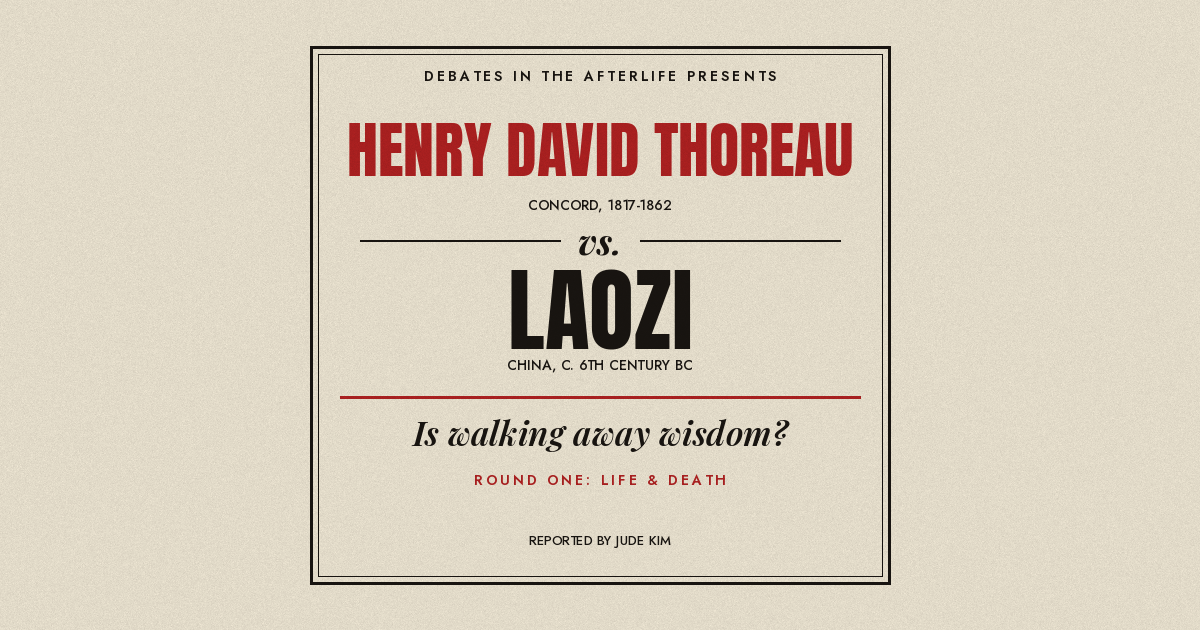 DEBATES IN THE AFTERLIFE PRESENTS
HENRY DAVID THOREAU
CONCORD, 1817-1862
vs.
LAOZI
CHINA, C. 6TH CENTURY BC
Is walking away wisdom?
ROUND ONE: LIFE & DEATH
REPORTED BY JUDE KIM